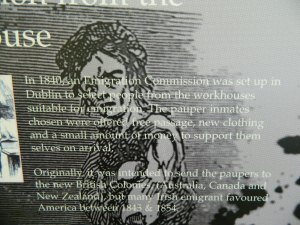 from the
ouse
In 1840 an Emigration Commission was set up in
Dublin to select people from the workhouses
suitable for emigration. The pauper inmates
chosen were offered free passage, new clothing
and a small amount of money to support them
selves on arrival.
Originally, it was intended to send the paupers to
the new British Colonies, (Australia, Canada and
New Zealand), but many Irish emigrant favoured
America between 1845 & 1854.